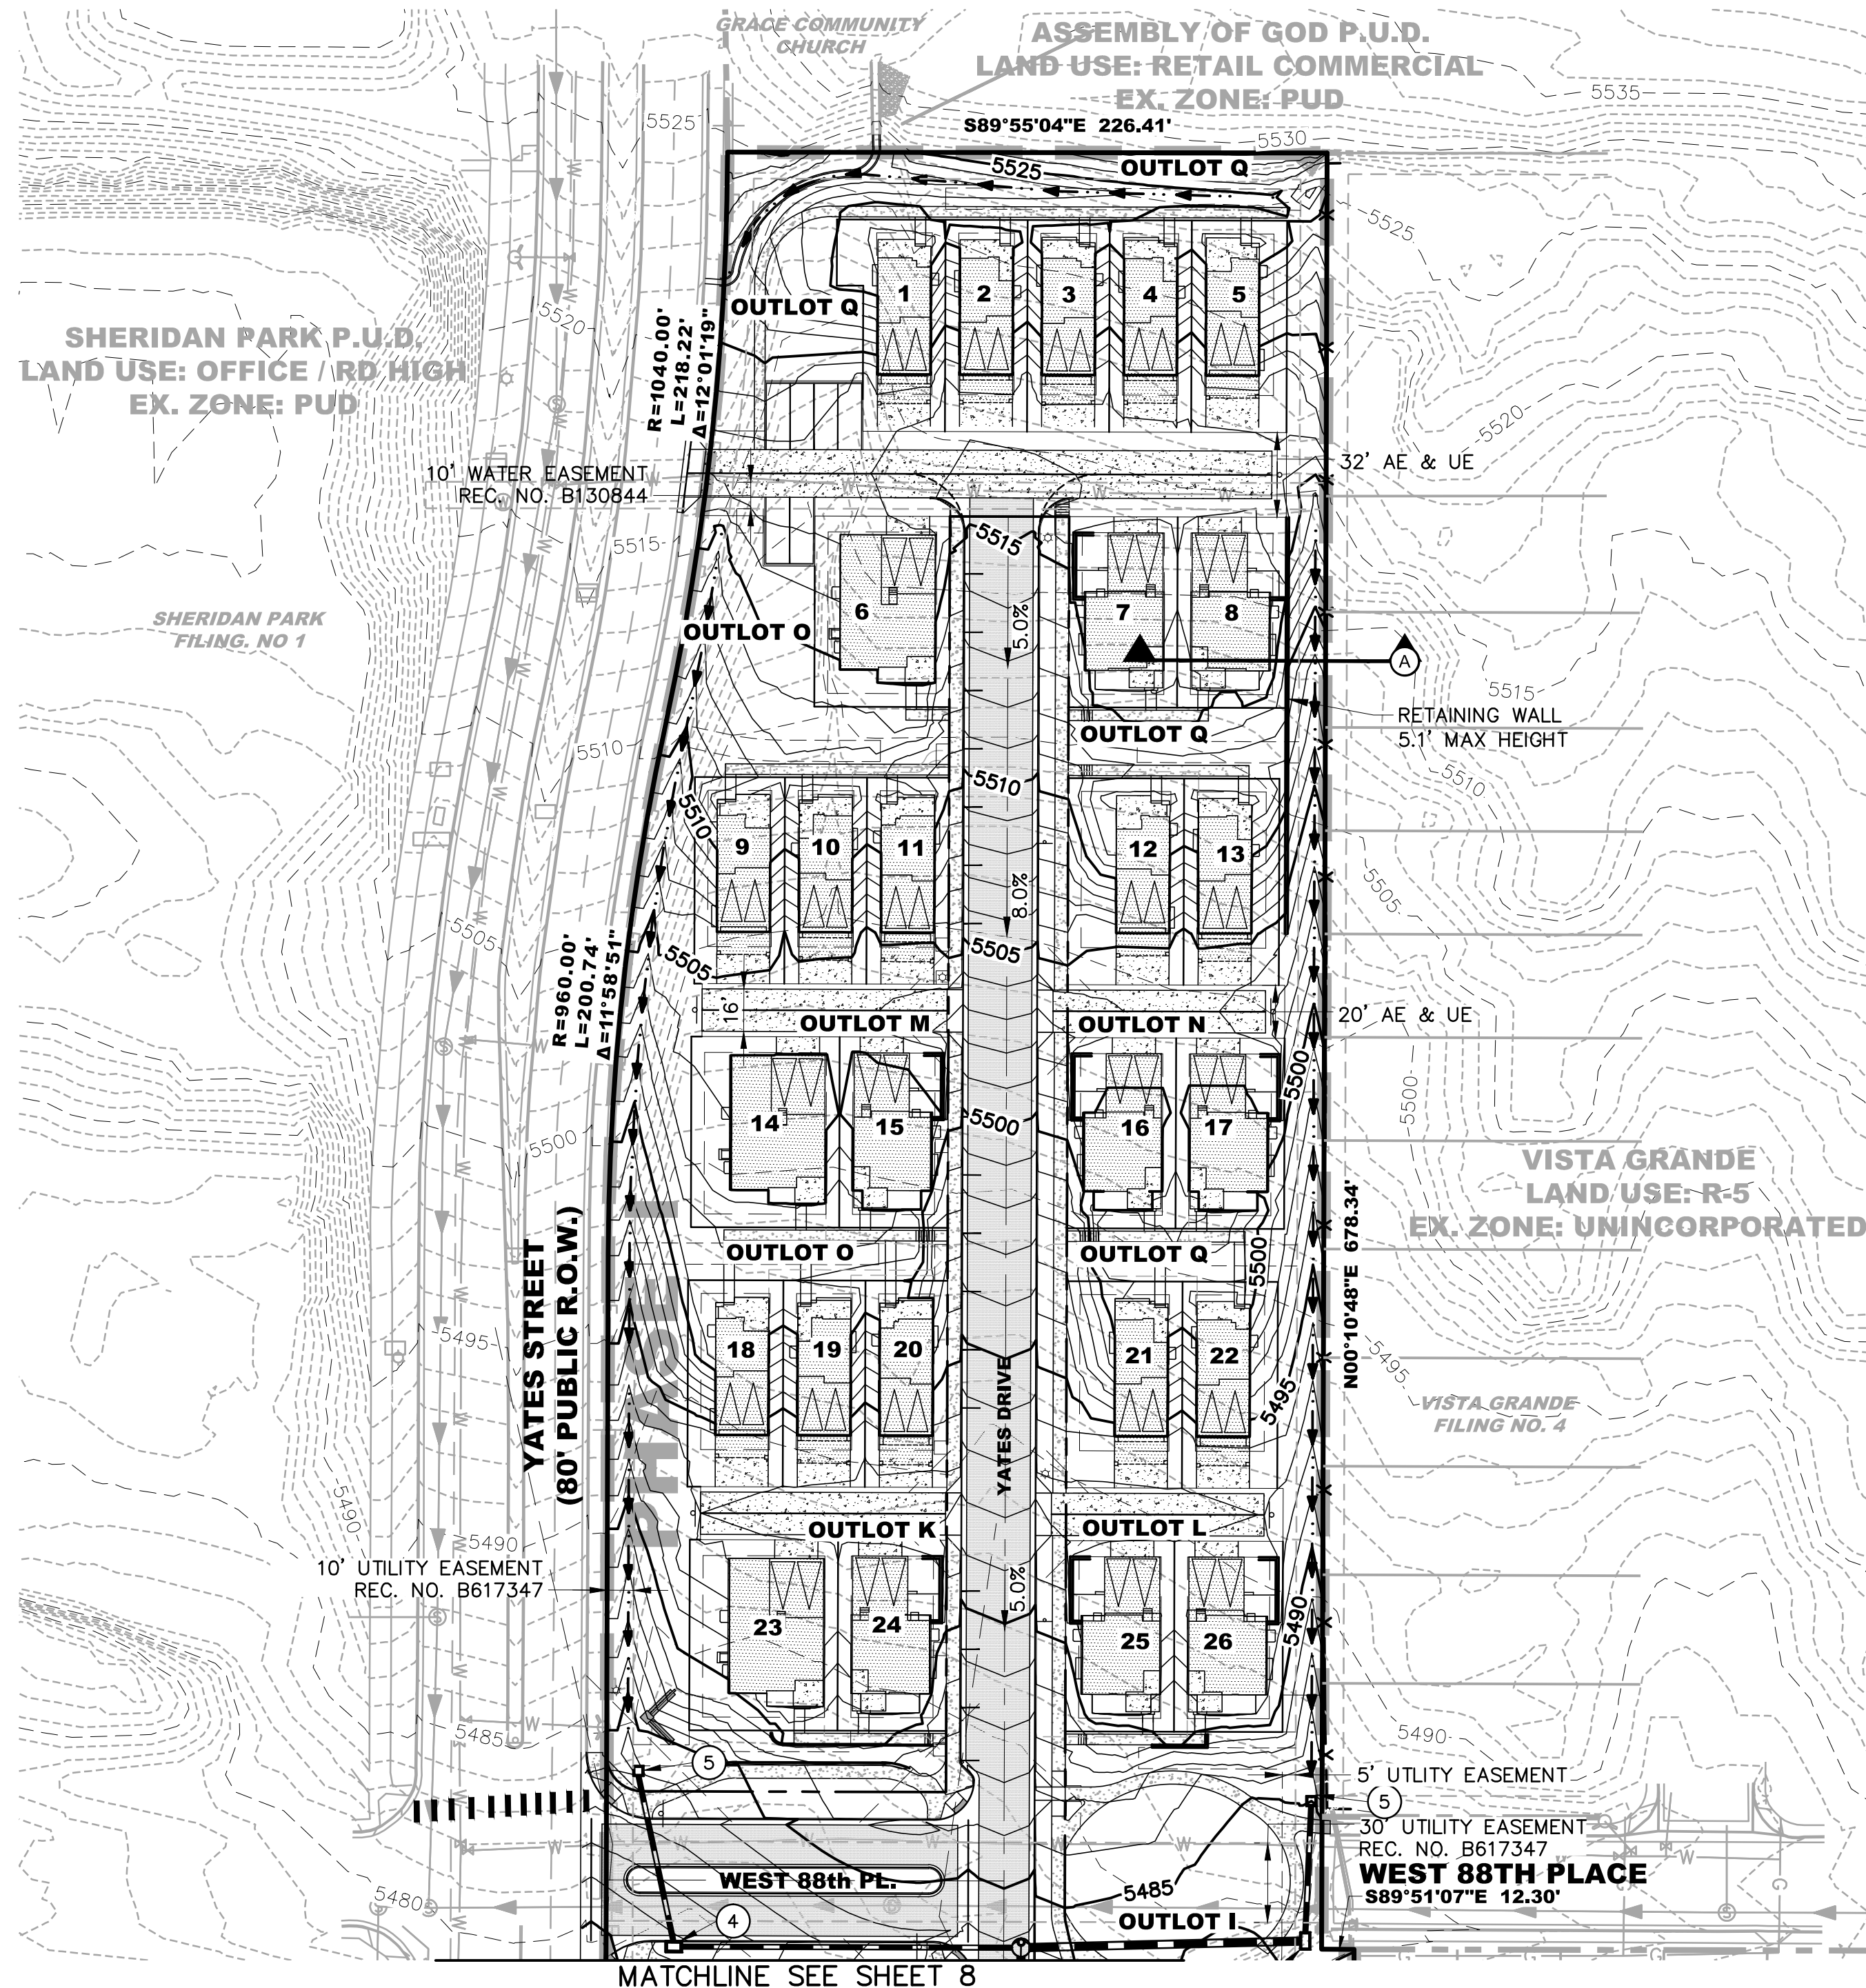 GRACE COMMUNITY
CHURCH
ASSEMBLY OF GOD P.U.D.
LAND USE: RETAIL COMMERCIAL
EX. ZONE: PUD
S89°55'04"E 226.41'
5535
5525
5530
5525
OUTLOT Q
5525
5520
SHERIDAN PARK P.U.D.
LAND USE: OFFICE / RD HIGH
EX. ZONE: PUD
OUTLOT Q
R=1040.00'
L=218.22'
Δ=12°01'19"
1
2
3
4
5
5520
10' WATER EASEMENT
REC. NO. B130844
32' AE & UE
5515
5515
SHERIDAN PARK
FILING. NO 1
OUTLOT O
6
5.0%
7
8
A
5515
RETAINING WALL
5.1' MAX HEIGHT
5510
OUTLOT Q
5510
5510
5510
9
10
11
12
13
8.0%
5505
5505
5505
5505
R=960.00'
L=200.74'
Δ=11°58'51"
16'
OUTLOT M
OUTLOT N
20' AE & UE
5500
5500
5500
5500
14
15
16
17
VISTA GRANDE
LAND USE: R-5
EX. ZONE: UNINCORPORATED
N00°10'48"E 678.34'
YATES STREET
(80' PUBLIC R.O.W.)
PHASE I
OUTLOT O
OUTLOT Q
5500
5495
18
19
20
YATES DRIVE
21
22
5495
5495
VISTA GRANDE
FILING NO. 4
5490
5490
OUTLOT K
OUTLOT L
10' UTILITY EASEMENT
REC. NO. B617347
23
24
5.0%
25
26
5490
5485
5490
5
5' UTLITY EASEMENT
5
30' UTILITY EASEMENT
REC. NO. B617347
WEST 88TH PLACE
S89°51'07"E 12.30'
WEST 88th PL.
5480
5485
4
OUTLOT I
MATCHLINE SEE SHEET 8